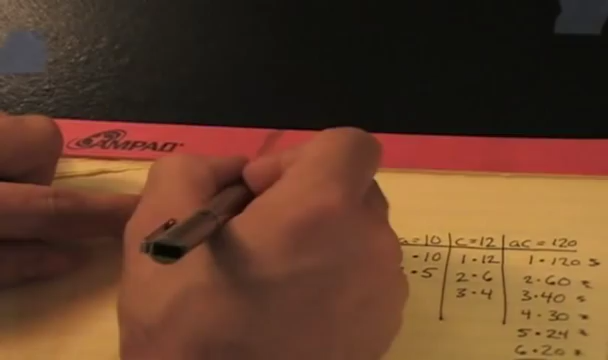 AMPAD
a = 10 c = 12 ac = 120
· 10 1 · 12 1 · 120
· 5 2 · 6 2 · 60
3 · 4 3 · 40
4 · 30
5 · 24
6 · 20